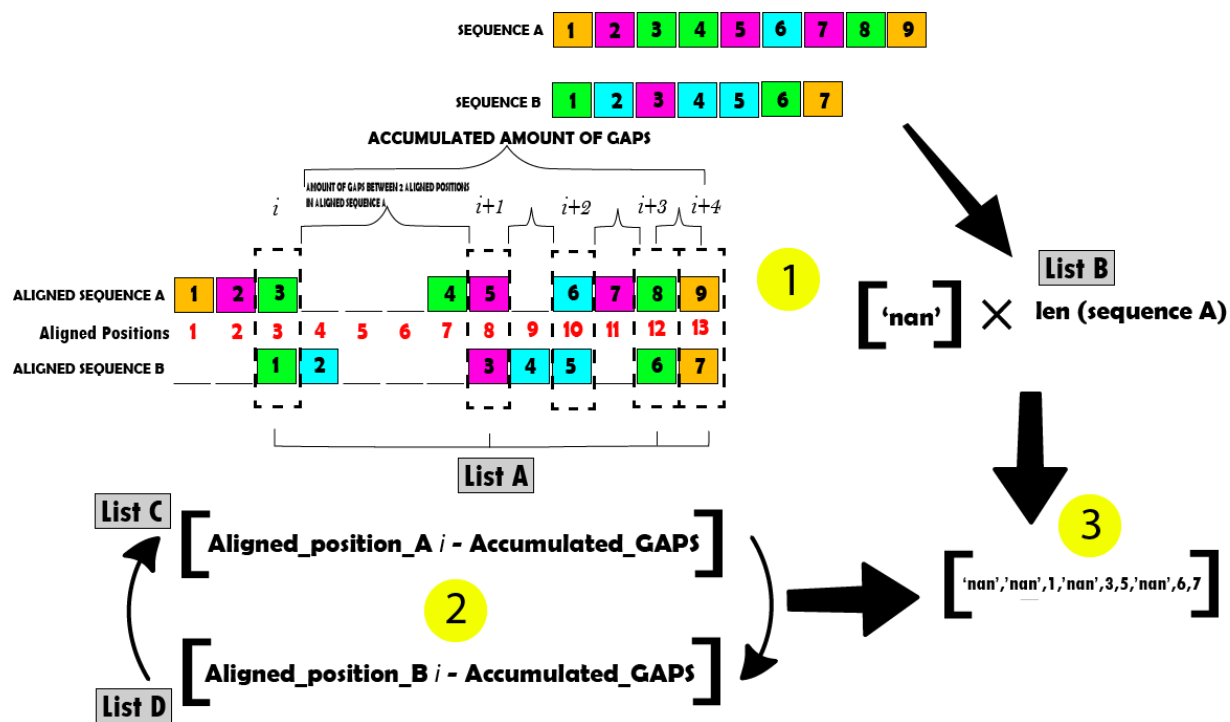 SEQUENCE A 1 2 3 4 5 6 7 8 9
SEQUENCE B 1 2 3 4 5 6 7
ACCUMULATED AMOUNT OF GAPS
AMOUNT OF GAPS BETWEEN 2 ALIGNED POSITIONS
IN ALIGNED SEQUENCE A
i i+1 i+2 i+3 i+4
ALIGNED SEQUENCE A 1 2 3 4 5 6 7 8 9
Aligned Positions 1 2 3 4 5 6 7 8 9 10 11 12 13
ALIGNED SEQUENCE B 1 2 3 4 5 6 7
List A
1
List B
[‘nan’] × len (sequence A)
List C
[Aligned_position_A i - Accumulated_GAPS]
2
[Aligned_position_B i - Accumulated_GAPS]
List D
3
[‘nan’,‘nan’,1,‘nan’,3,5,‘nan’,6,7]